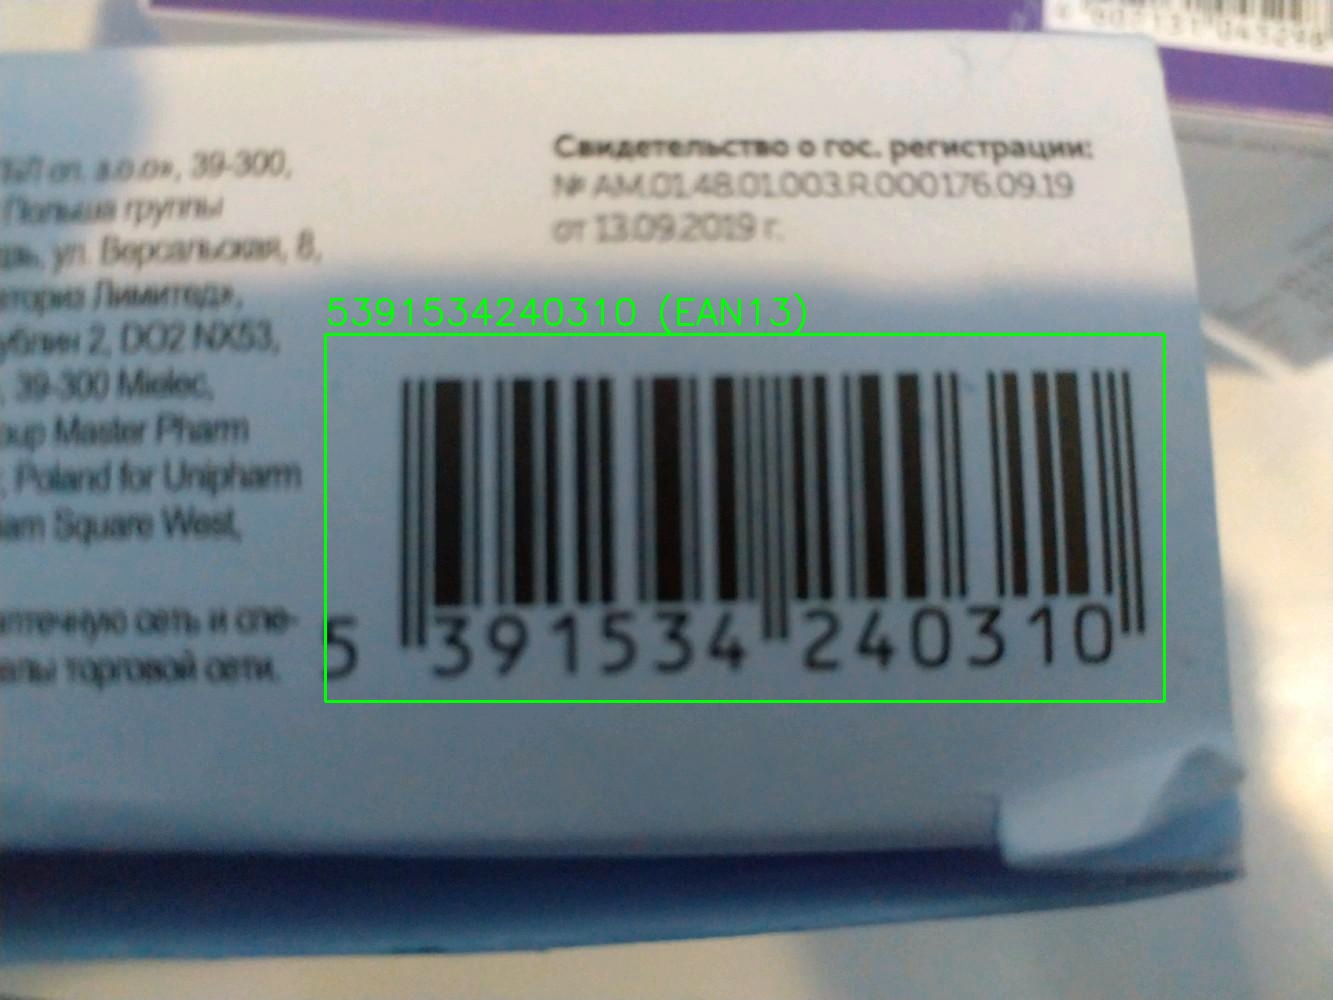 907131 043298
39-300,
Польша группы
ул. Версальская, 8,
Лимитед»,
2, DO2 NX53,
39-300 Mielec,
Master Pharm
Poland for Unipharm
Square West,
сеть и спе-
торговой сети.
Свидетельство о гос. регистрации:
№ AM.01.48.01.003.R.000176.09.19
от 13.09.2019 г.
5391534240310 (EAN13)
5 391534 240310